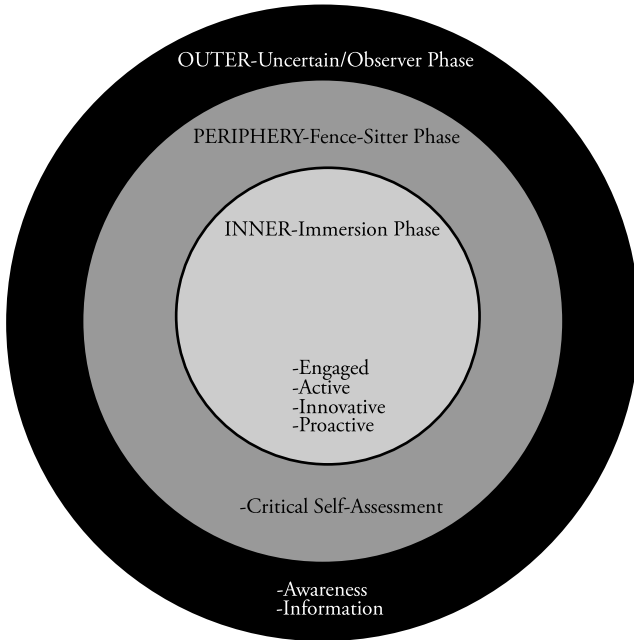 OUTER-Uncertain/Observer Phase
PERIPHERY-Fence-Sitter Phase
INNER-Immersion Phase
-Engaged
-Active
-Innovative
-Proactive
-Critical Self-Assessment
-Awareness
-Information